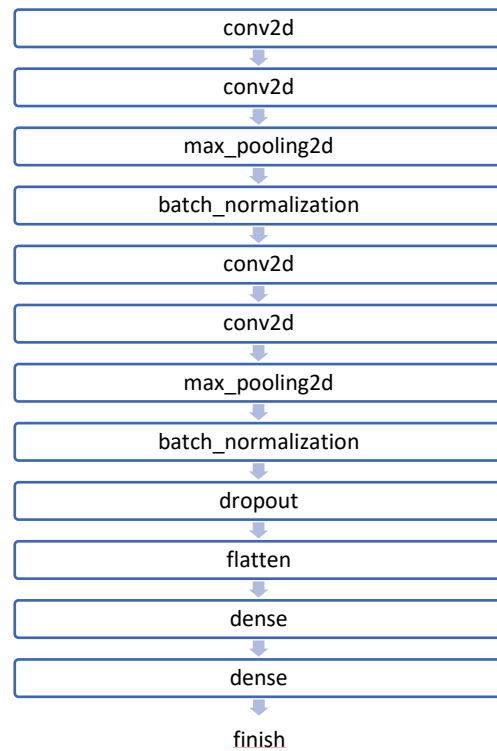 conv2d
conv2d
max_pooling2d
batch_normalization
conv2d
conv2d
max_pooling2d
batch_normalization
dropout
flatten
dense
dense
finish